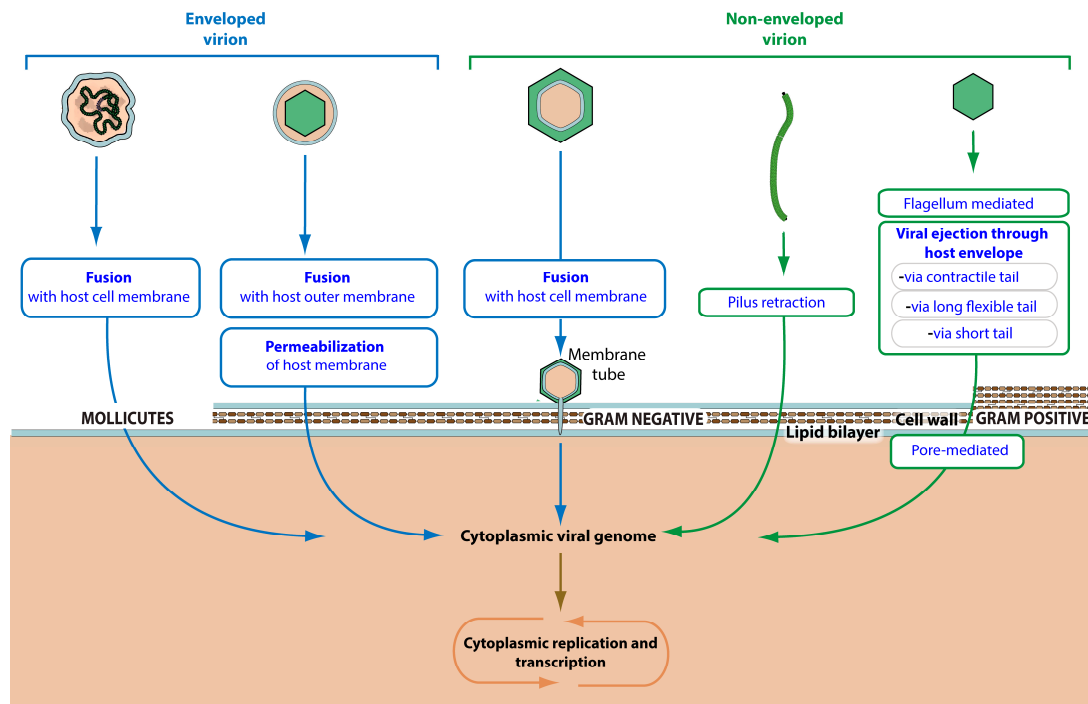 Enveloped
virion
Non-enveloped
virion
Flagellum mediated
Viral ejection through
host envelope
-via contractile tail
-via long flexible tail
-via short tail
Fusion
with host cell membrane
Fusion
with host outer membrane
Fusion
with host cell membrane
Pilus retraction
Permeabilization
of host membrane
Membrane
tube
MOLLICUTES
GRAM NEGATIVE
Lipid bilayer
Cell wall
GRAM POSITIVE
Pore-mediated
Cytoplasmic viral genome
Cytoplasmic replication and
transcription